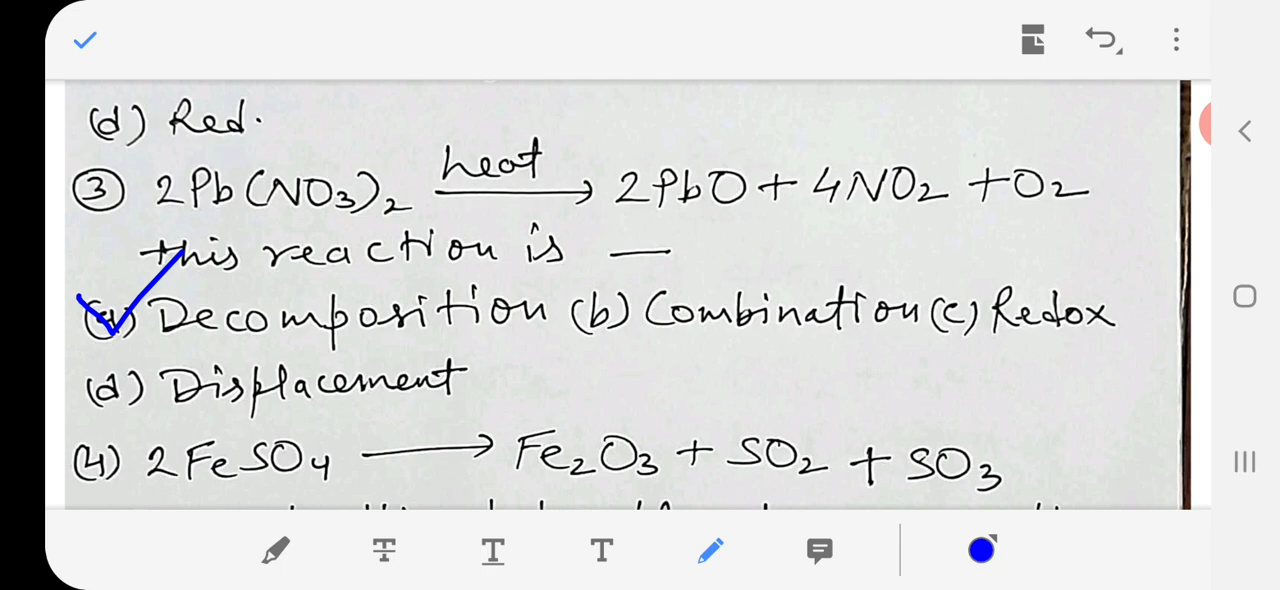 (d) Red.
(3) 2Pb(NO3)2 heat → 2PbO + 4NO2 + O2
this reaction is —
(a) Decomposition (b) Combination (c) Redox
(d) Displacement
(4) 2FeSO4 → Fe2O3 + SO2 + SO3